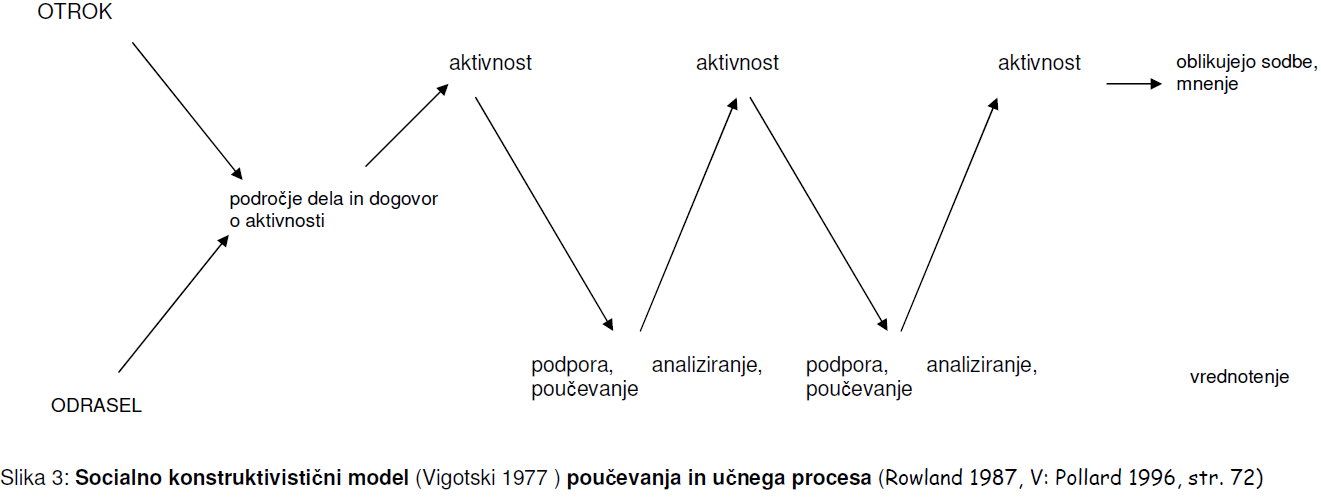 OTROK
aktivnost
aktivnost
aktivnost
oblikujejo sodbe,
mnenje
področje dela in dogovor
o aktivnosti
podpora, analiziranje,
poučevanje
podpora, analiziranje,
poučevanje
vrednotenje
ODRASEL
Slika 3: Socialno konstruktivistični model (Vigotski 1977 ) poučevanja in učnega procesa (Rowland 1987, V: Pollard 1996, str. 72)